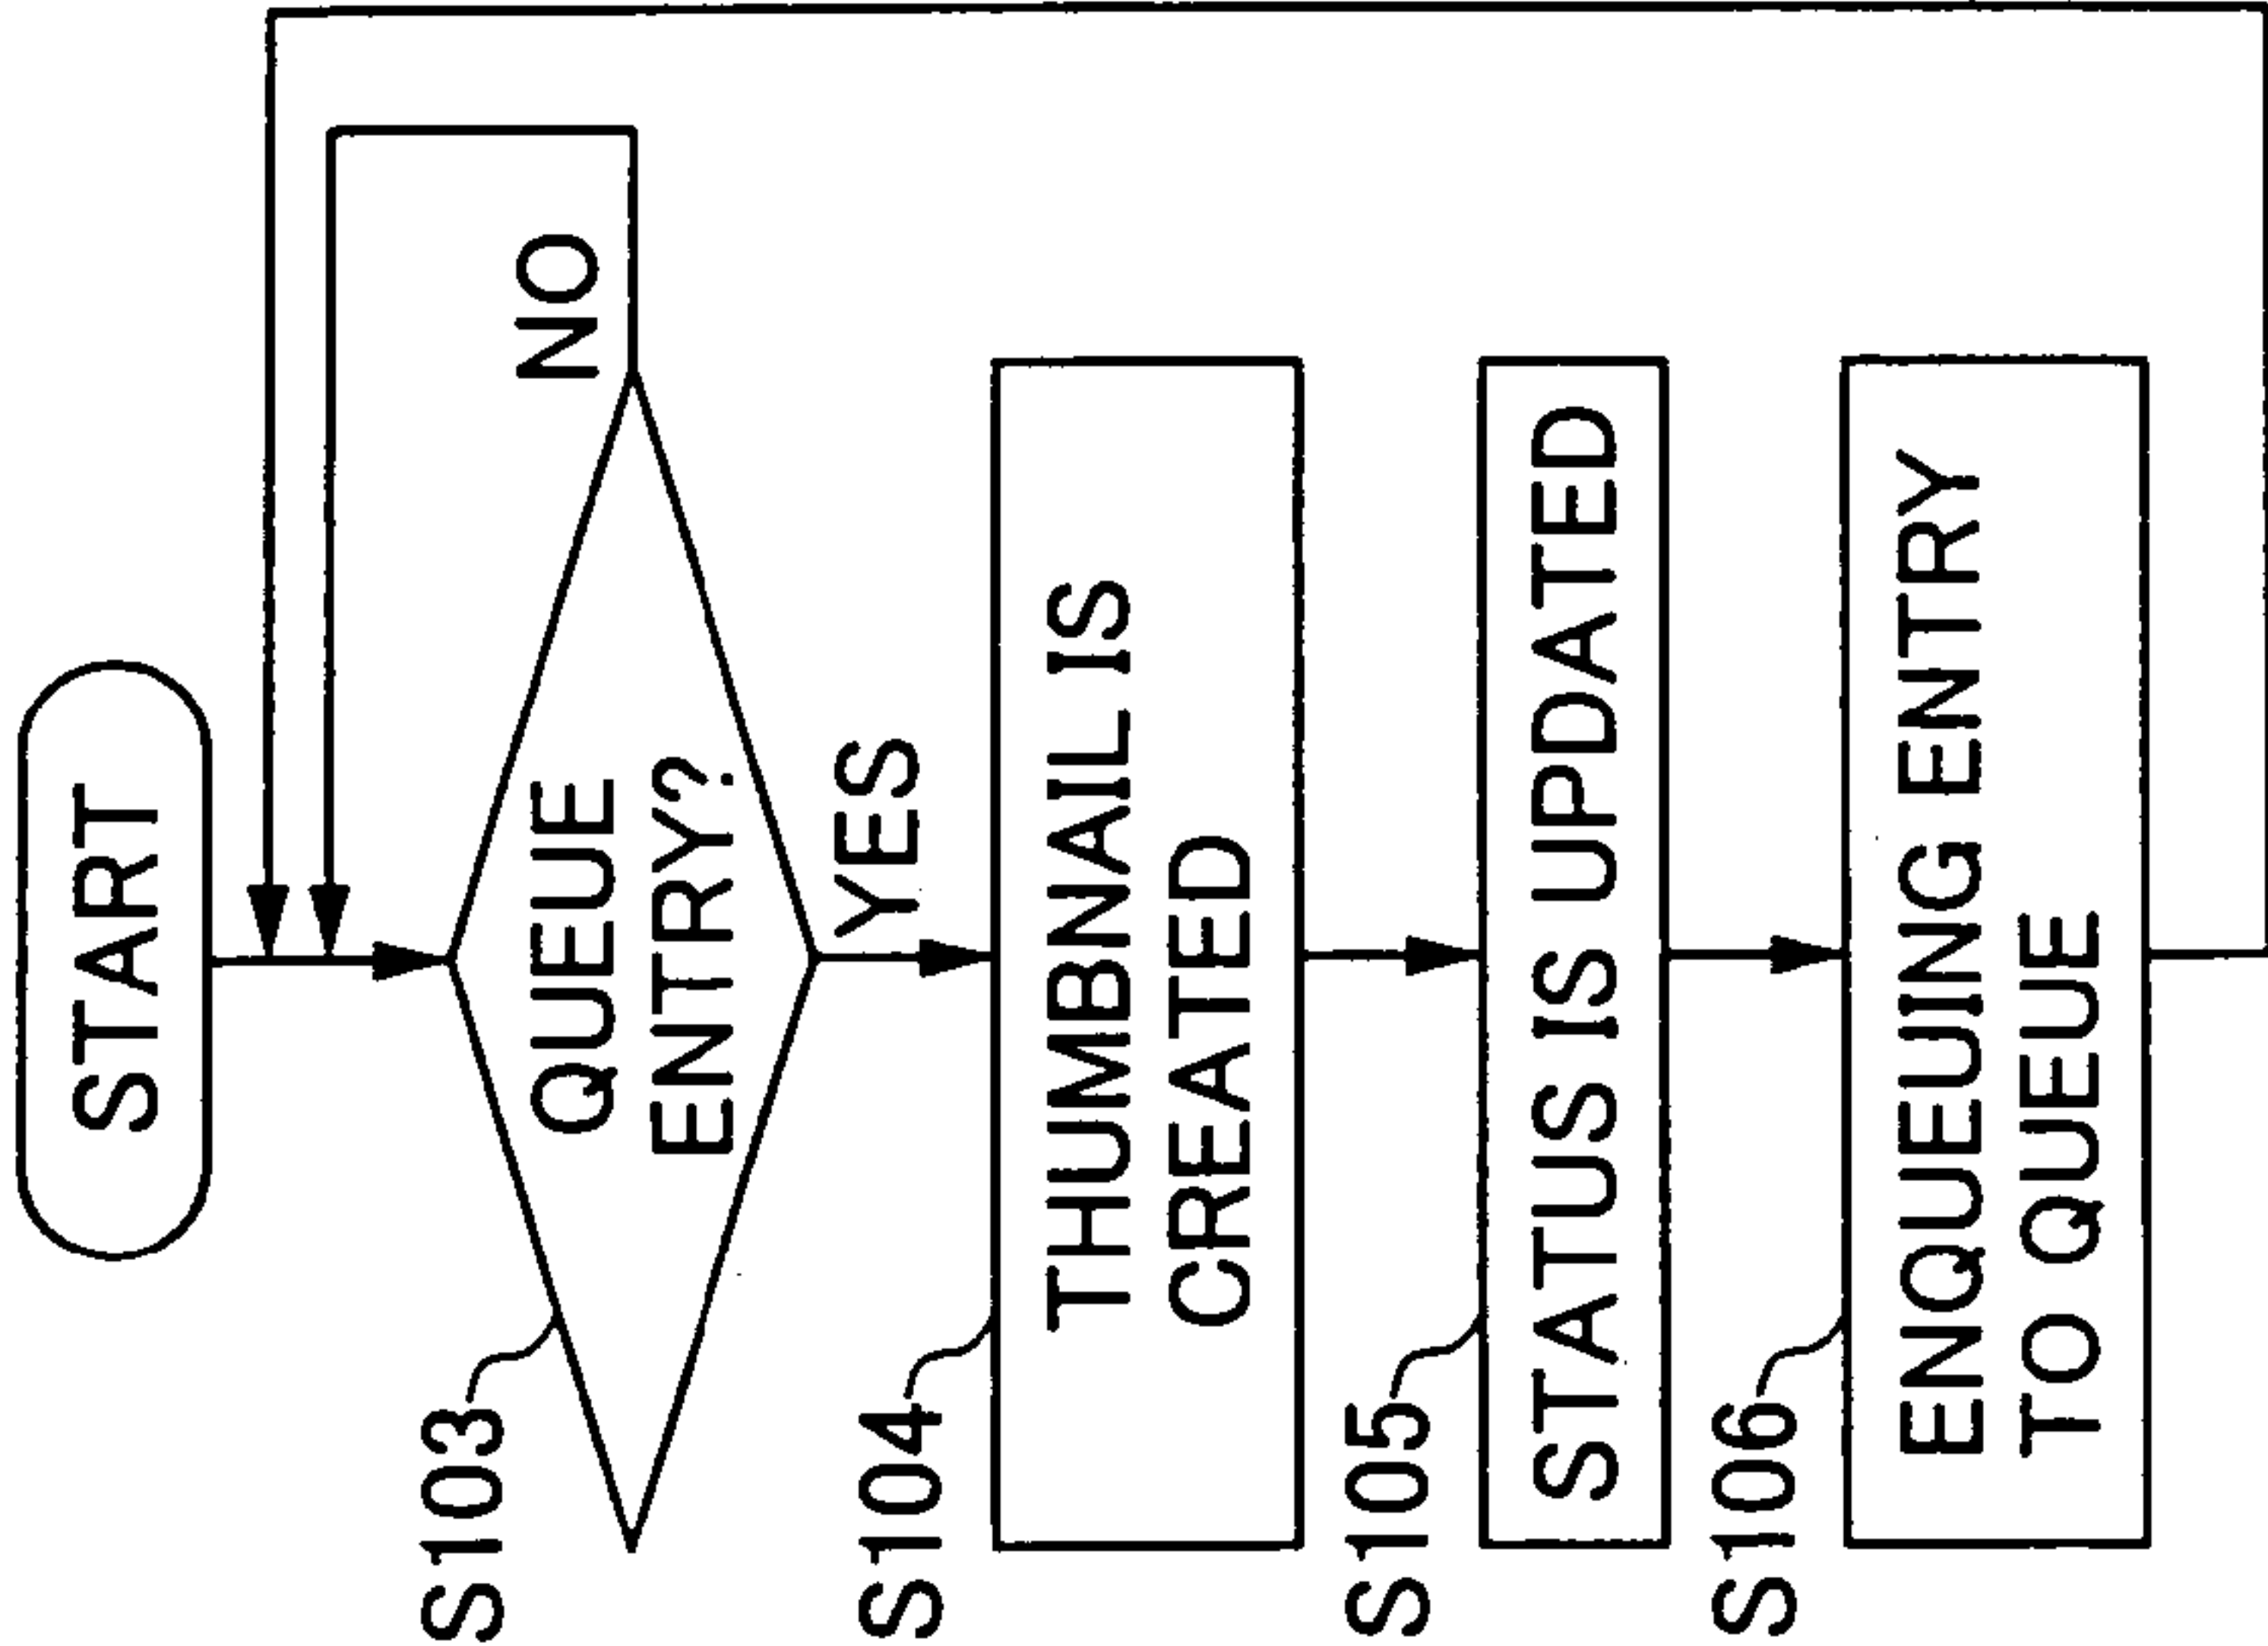 START
S103
QUEUE
ENTRY?
NO
YES
S104
THUMBNAIL IS
CREATED
S105
STATUS IS UPDATED
S106
ENQUEUING ENTRY
TO QUEUE